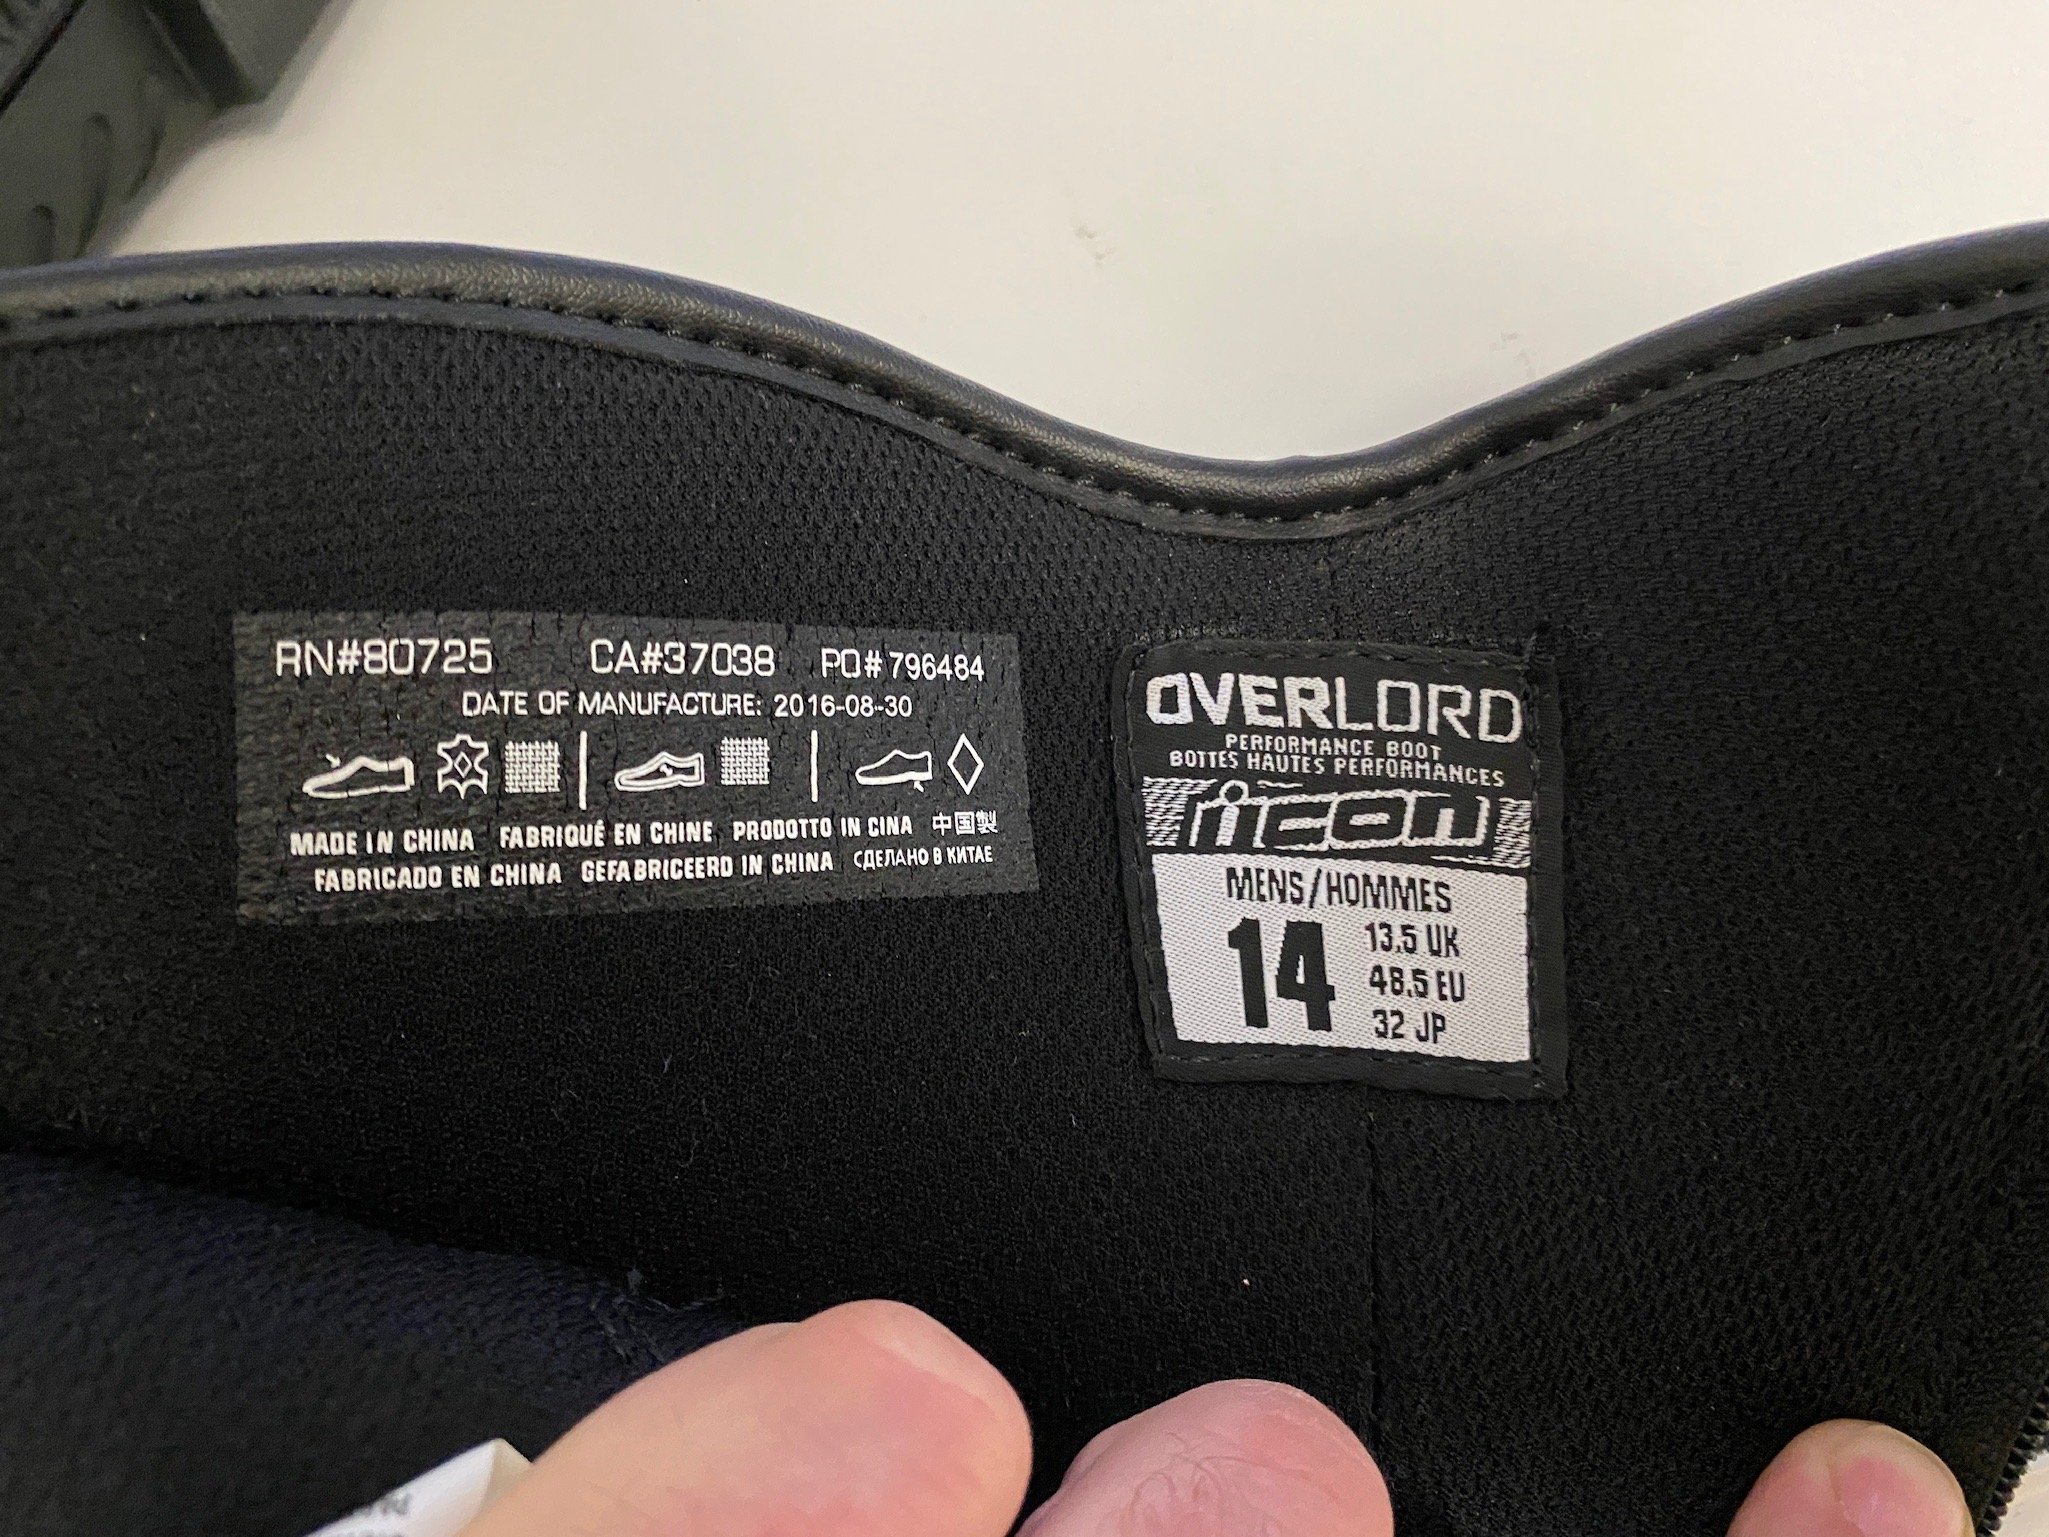 RN#80725 CA#37038 PO# 796484
DATE OF MANUFACTURE: 2016-08-30
MADE IN CHINA FABRIQUÉ EN CHINE PRODOTTO IN CINA 中国製
FABRICADO EN CHINA GEFABRICEERD IN CHINA СДЕЛАНО В КИТАЕ
OVERLORD
PERFORMANCE BOOT
BOTTES HAUTES PERFORMANCES
icon
MENS/HOMMES
14
13.5 UK
48.5 EU
32 JP